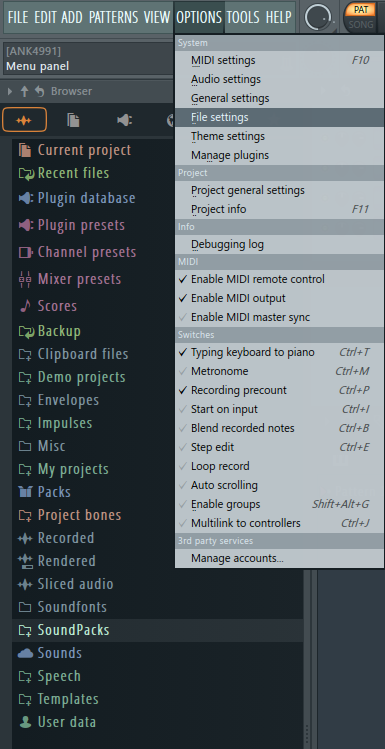 FILE EDIT ADD PATTERNS VIEW OPTIONS TOOLS HELP
PAT
SONG
[ANK4991]
Menu panel
Browser
Current project
Recent files
Plugin database
Plugin presets
Channel presets
Mixer presets
Scores
Backup
Clipboard files
Demo projects
Envelopes
Impulses
Misc
My projects
Packs
Project bones
Recorded
Rendered
Sliced audio
Soundfonts
SoundPacks
Sounds
Speech
Templates
User data
System
MIDI settings F10
Audio settings
General settings
File settings
Theme settings
Manage plugins
Project
Project general settings
Project info F11
Info
Debugging log
MIDI
Enable MIDI remote control
Enable MIDI output
Enable MIDI master sync
Switches
Typing keyboard to piano Ctrl+T
Metronome Ctrl+M
Recording precount Ctrl+P
Start on input Ctrl+I
Blend recorded notes Ctrl+B
Step edit Ctrl+E
Loop record
Auto scrolling
Enable groups Shift+Alt+G
Multilink to controllers Ctrl+J
3rd party services
Manage accounts...